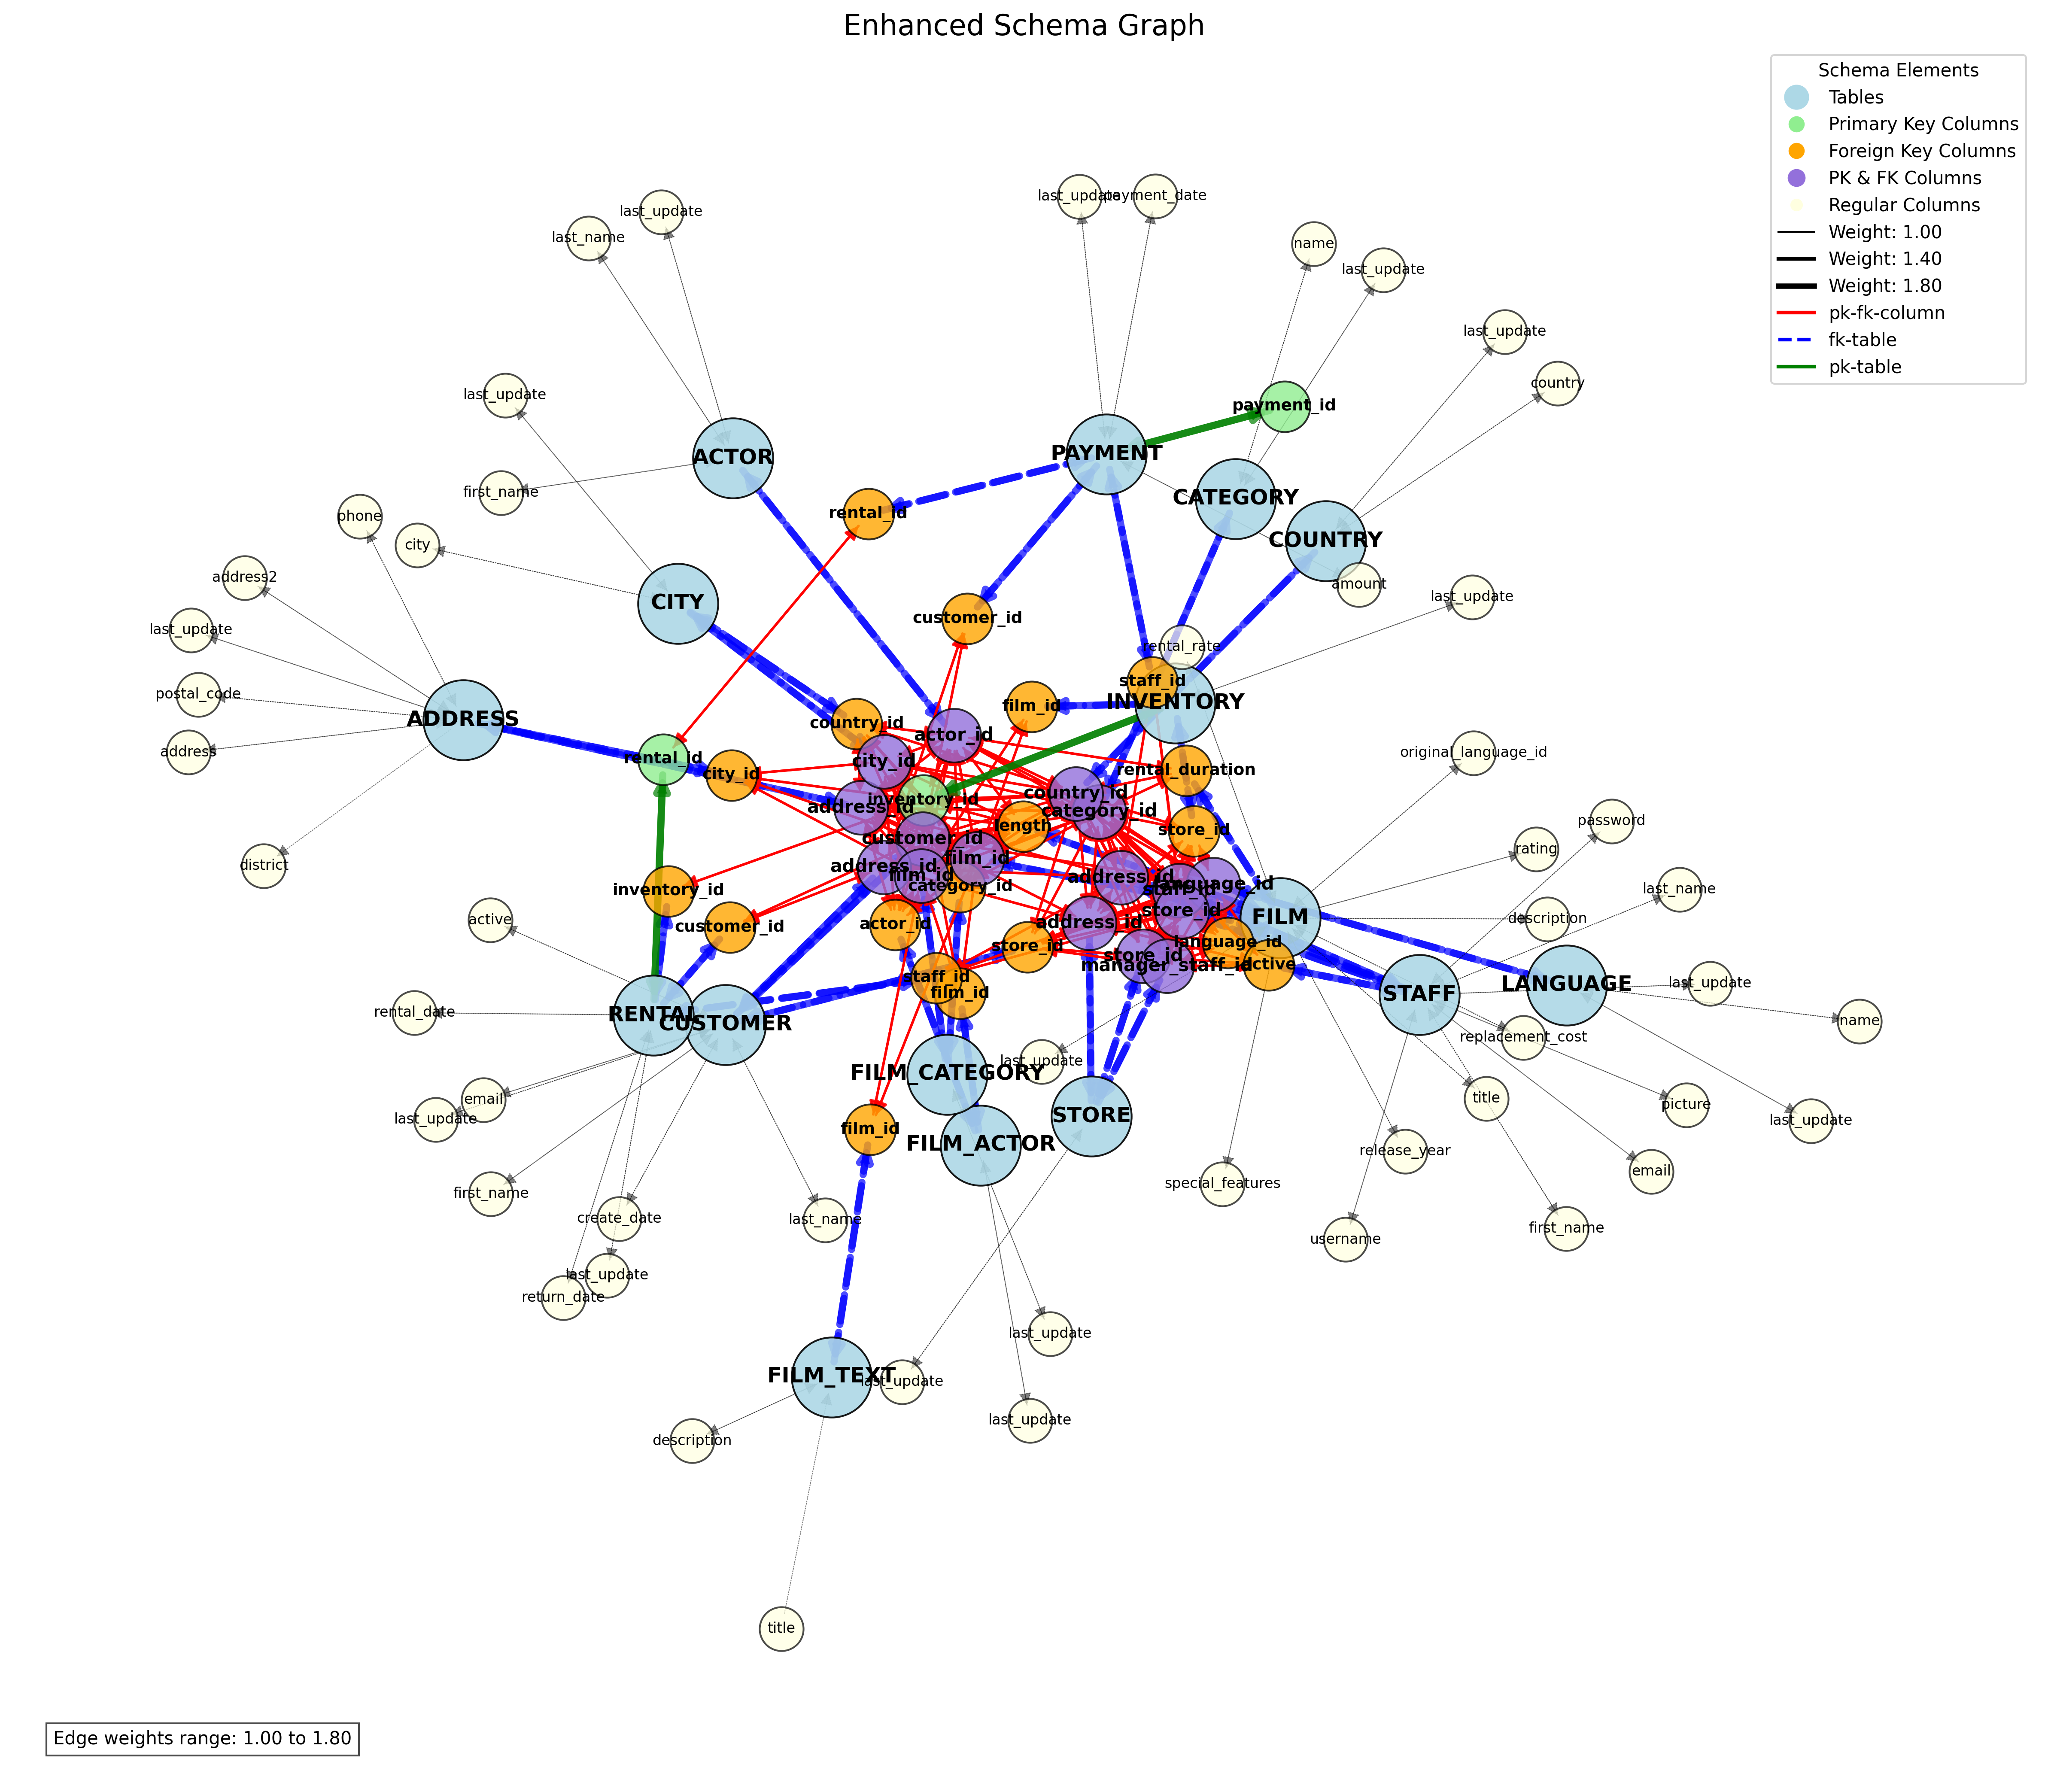 Enhanced Schema Graph
Schema Elements
Tables
Primary Key Columns
Foreign Key Columns
PK & FK Columns
Regular Columns
Weight: 1.00
Weight: 1.40
Weight: 1.80
pk-fk-column
fk-table
pk-table
last_update
payment_date
last_update
last_name
name
last_update
last_update
country
last_update
payment_id
ACTOR
PAYMENT
first_name
CATEGORY
rental_id
phone
COUNTRY
city
address2
amount
last_update
CITY
customer_id
last_update
rental_rate
staff_id
postal_code
INVENTORY
film_id
ADDRESS
country_id
actor_id
address
original_language_id
rental_id
city_id
city_id
rental_duration
country_id
inventory_id
address_id
category_id
password
length
store_id
customer_id
rating
district
address_id
film_id
film_id
address_id
language_id
category_id
staff_id
inventory_id
last_name
active
customer_id
actor_id
store_id
address_id
FILM
description
store_id
language_id
store_id
manager_staff_id
active
staff_id
film_id
STAFF
LANGUAGE
last_update
rental_date
RENTAL
CUSTOMER
name
replacement_cost
last_update
FILM_CATEGORY
email
title
picture
last_update
STORE
last_update
film_id
FILM_ACTOR
release_year
email
special_features
first_name
create_date
last_name
first_name
username
last_update
return_date
last_update
FILM_TEXT
last_update
last_update
description
title
Edge weights range: 1.00 to 1.80